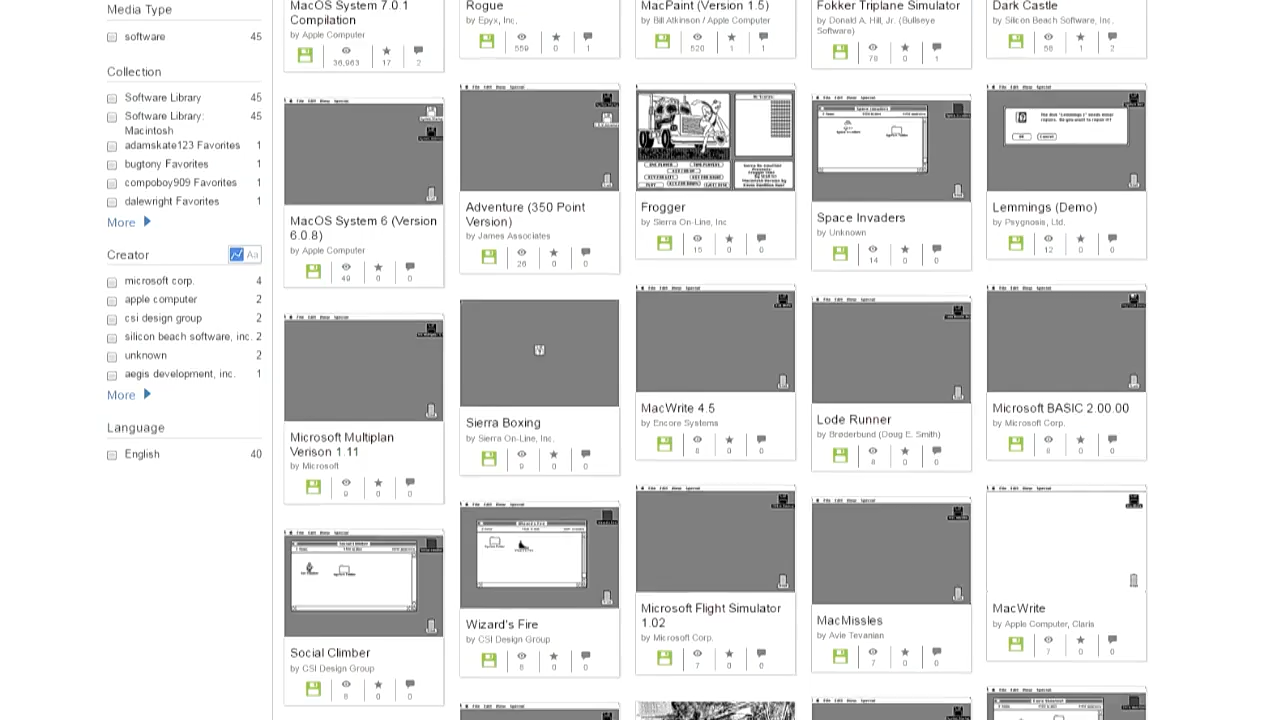 Media Type
software 45
Collection
Software Library 45
Software Library: 45
Macintosh
adamskate123 Favorites 1
bugtony Favorites 1
compoboy909 Favorites 1
dalewright Favorites 1
More
Creator
Aa
microsoft corp. 4
apple computer 2
csi design group 2
silicon beach software, inc. 2
unknown 2
aegis development, inc. 1
More
Language
English 40
MacOS System 7.0.1
Compilation
by Apple Computer
36,963 17 2
Rogue
by Epyx, Inc.
559 0 1
MacPaint (Version 1.5)
by Bill Atkinson / Apple Computer
520 1 1
Fokker Triplane Simulator
by Donald A. Hill, Jr. (Bullseye
Software)
79 0 1
Dark Castle
by Silicon Beach Software, Inc.
58 1 2
MacOS System 6 (Version
6.0.8)
by Apple Computer
49 0 0
Adventure (350 Point
Version)
by James Associates
26 0 0
Frogger
by Sierra On-Line, Inc
15 0 0
Space Invaders
by Unknown
14 0 0
Lemmings (Demo)
by Psygnosis, Ltd.
12 0 0
Microsoft Multiplan
Verison 1.11
by Microsoft
9 0 0
Sierra Boxing
by Sierra On-Line, Inc.
9 0 0
MacWrite 4.5
by Encore Systems
8 0 0
Lode Runner
by Brøderbund (Doug E. Smith)
8 0 0
Microsoft BASIC 2.00.00
by Microsoft Corp.
8 0 0
Social Climber
by CSI Design Group
8 0 0
Wizard's Fire
by CSI Design Group
8 0 0
Microsoft Flight Simulator
1.02
by Microsoft Corp.
7 0 0
MacMissles
by Avie Tevanian
7 0 0
MacWrite
by Apple Computer, Claris
7 0 0